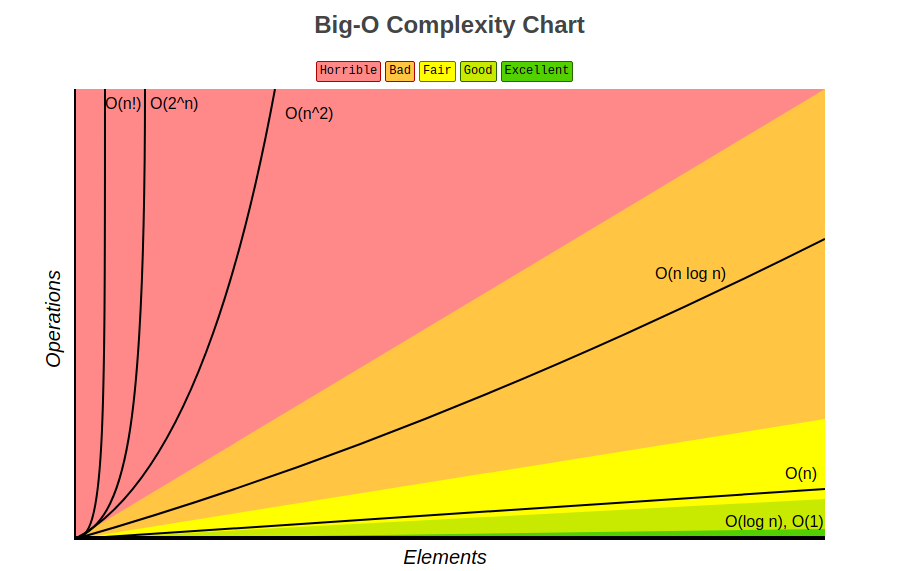 Big-O Complexity Chart
Horrible Bad Fair Good Excellent
O(n!) O(2^n)
O(n^2)
O(n log n)
Operations
O(n)
O(log n), O(1)
Elements